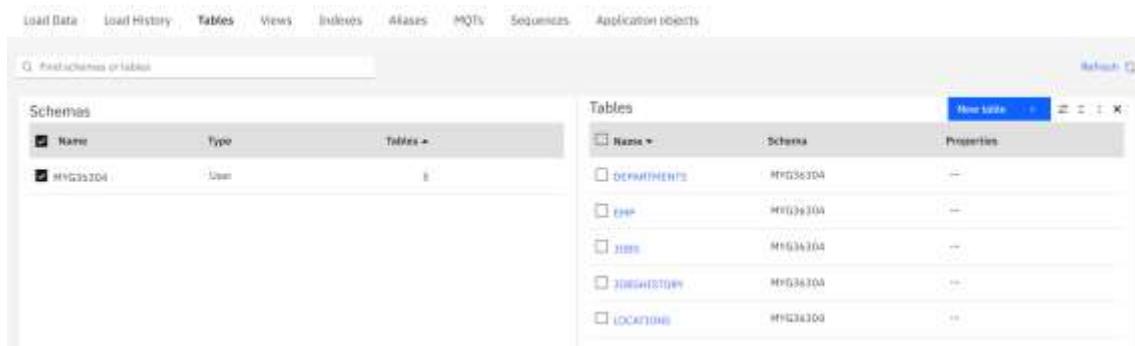 Load Data Load History Tables Views Indexes Aliases MQTs Sequences Application objects
Find schemas or tables
Refresh
Schemas
Name Type Tables
MYG36304 User
Tables
New table +
Name Schema Properties
DEPARTMENTS MYG36304 --
EMP MYG36304 --
JOBS MYG36304 --
JOBSHISTORY MYG36304 --
LOCATIONS MYG36304 --